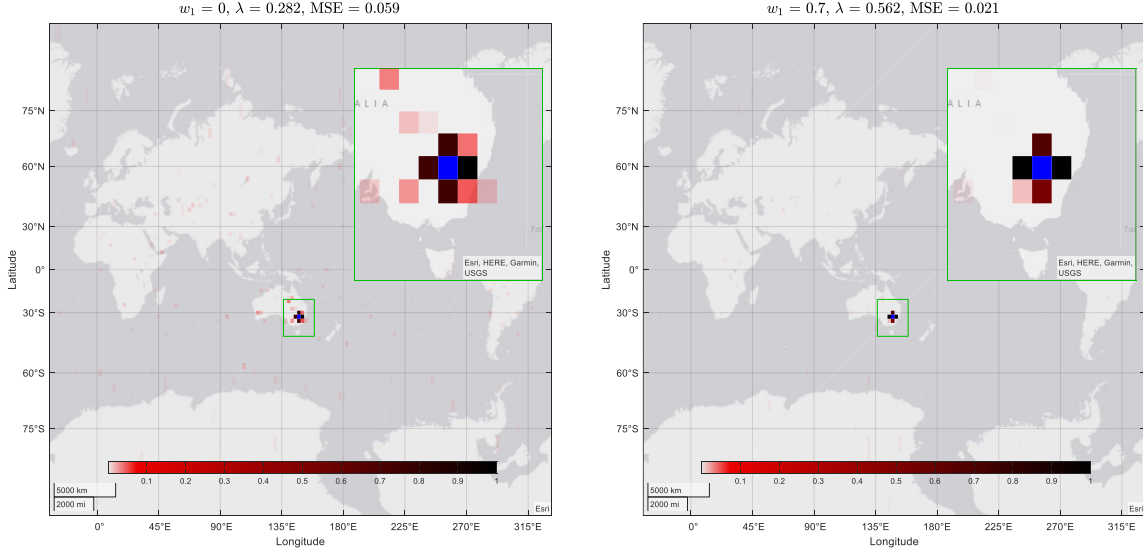 w₁ = 0, λ = 0.282, MSE = 0.059
75°N
60°N
30°N
0°
30°S
60°S
75°S
Latitude
ALIA
Esri, HERE, Garmin,
USGS
0.1 0.2 0.3 0.4 0.5 0.6 0.7 0.8 0.9 1
5000 km
2000 mi
Esri
0° 45°E 90°E 135°E 180°E 225°E 270°E 315°E
Longitude
w₁ = 0.7, λ = 0.562, MSE = 0.021
75°N
60°N
30°N
0°
30°S
60°S
75°S
Latitude
ALIA
Esri, HERE, Garmin,
USGS
0.1 0.2 0.3 0.4 0.5 0.6 0.7 0.8 0.9 1
5000 km
2000 mi
Esri
0° 45°E 90°E 135°E 180°E 225°E 270°E 315°E
Longitude